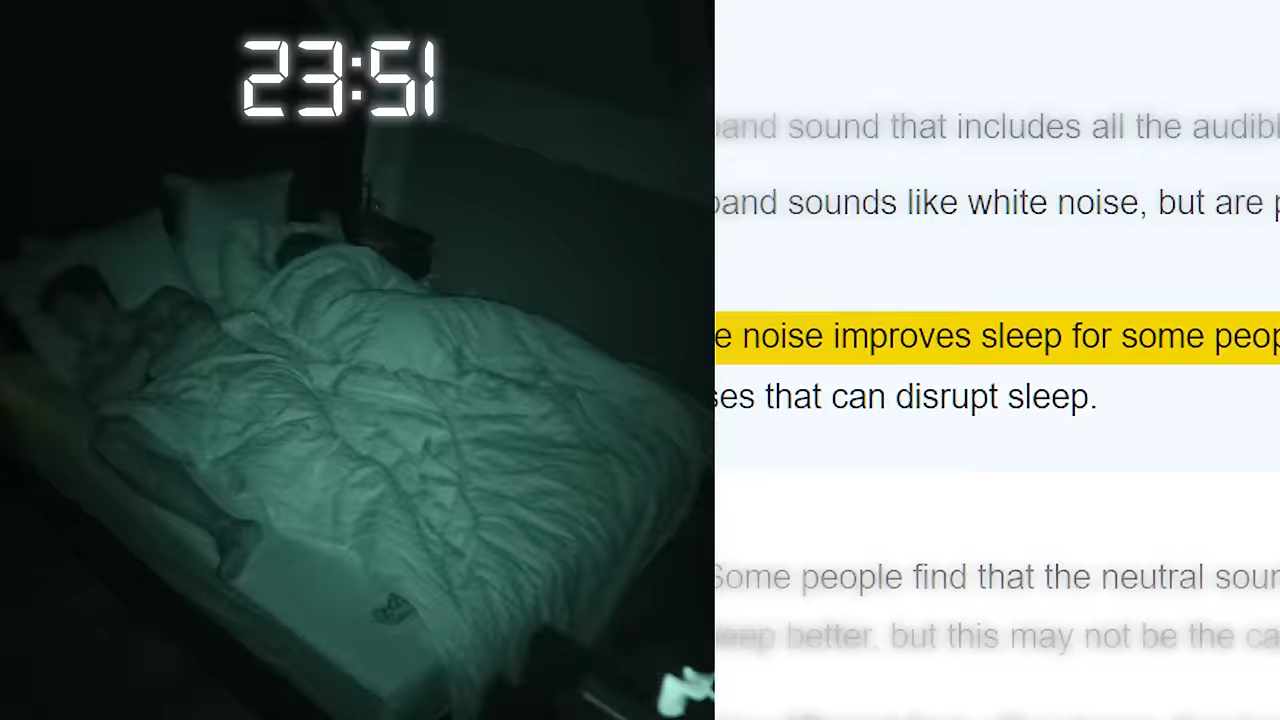 23:51
band sound that includes all the audibl
band sounds like white noise, but are p
e noise improves sleep for some peop
ses that can disrupt sleep.
Some people find that the neutral soun
better, but this may not be the ca